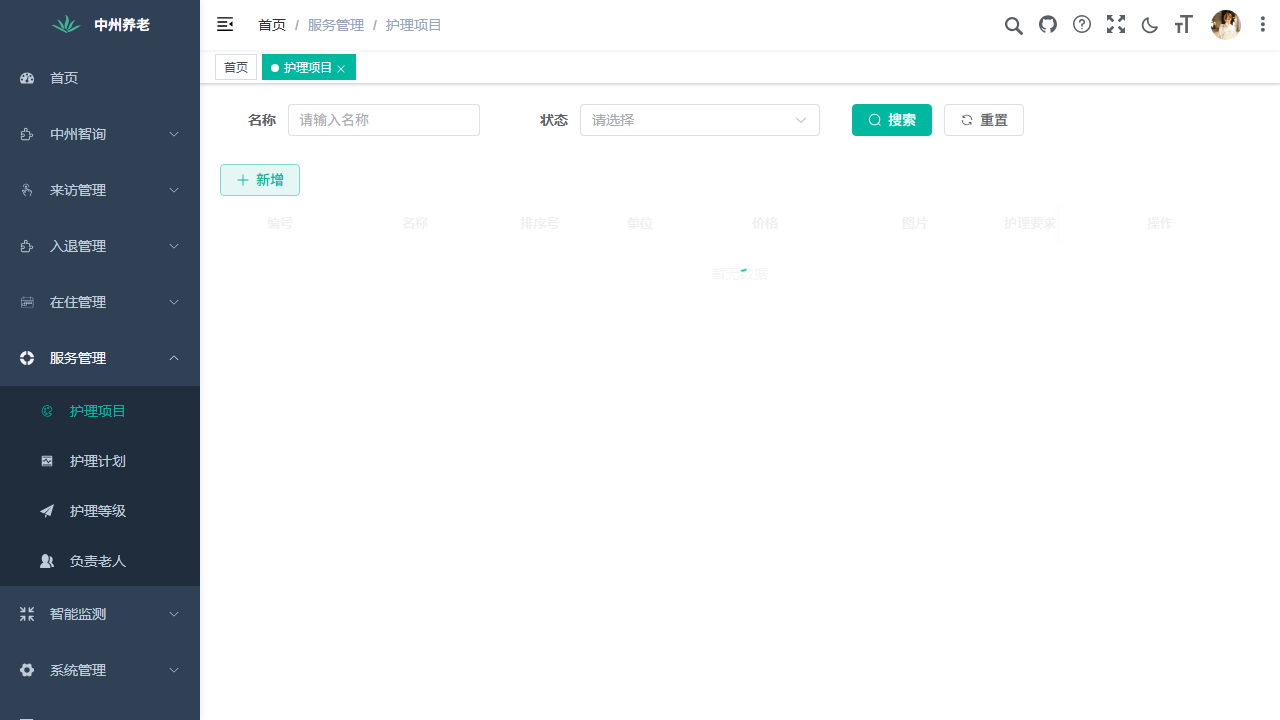 中州养老
首页
中州智询
来访管理
入退管理
在住管理
服务管理
护理项目
护理计划
护理等级
负责老人
智能监测
系统管理
首页 / 服务管理 / 护理项目
首页 护理项目
名称 请输入名称 状态 请选择 搜索 重置
新增
编号 名称 排序号 单位 价格 图片 护理要求 操作
暂无数据